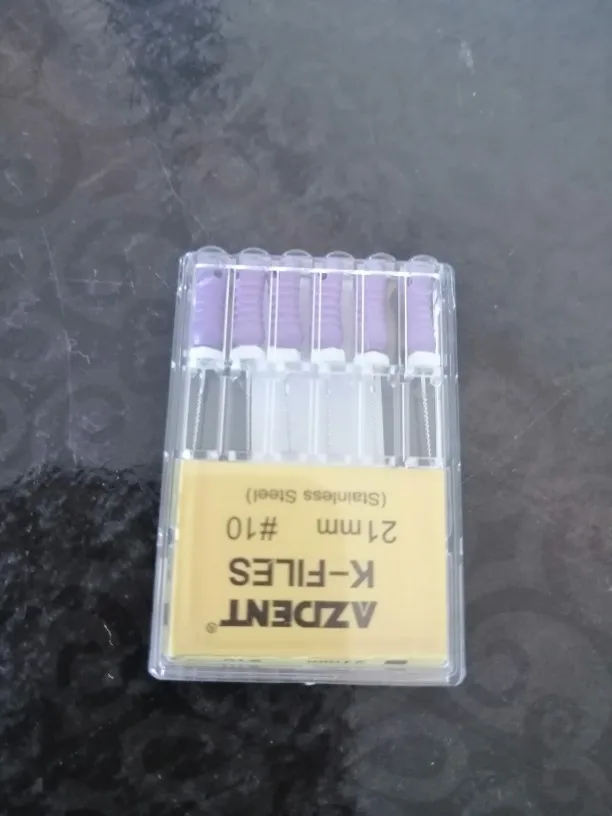 AZDENT®
K-FILES
21mm #10
(Stainless Steel)